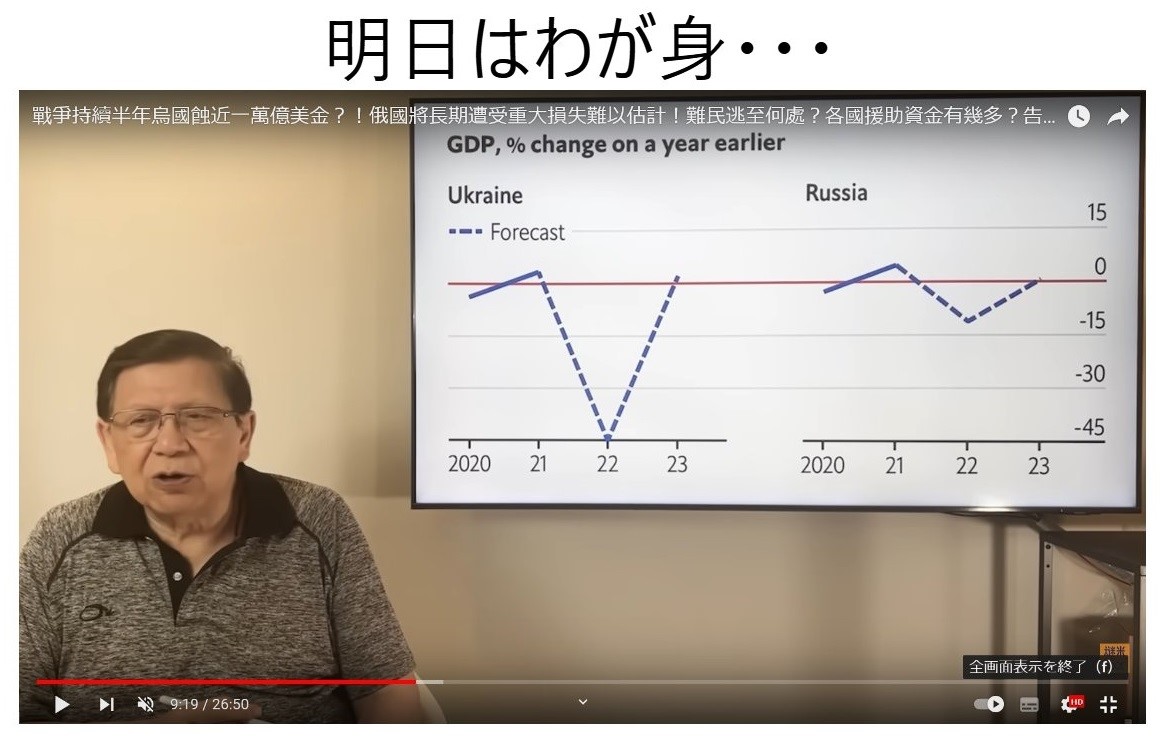 明日はわが身・・・
戰爭持續半年烏國蝕近一萬億美金？！俄國將長期遭受重大損失難以估計！難民逃至何處？各國援助資金有幾多？告...
GDP, % change on a year earlier
Ukraine
Russia
Forecast
15
0
-15
-30
-45
2020 21 22 23
2020 21 22 23
謎米
全画面表示を終了 (f)
9:19 / 26:50
HD